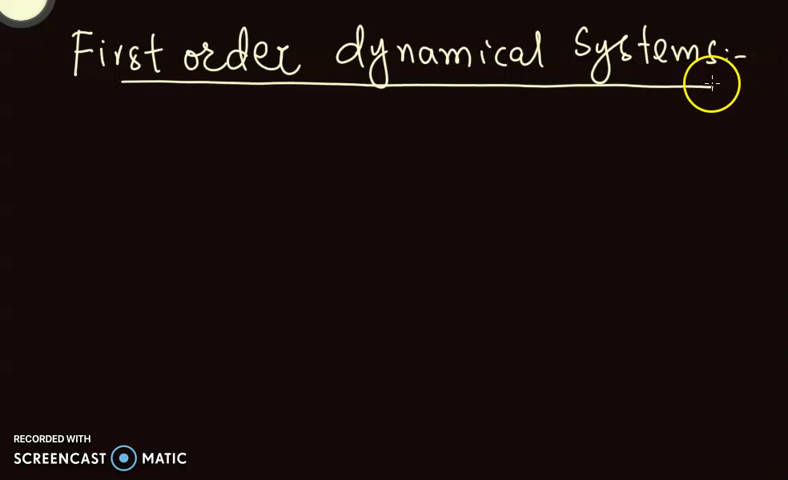 First order dynamical Systems:-
RECORDED WITH
SCREENCAST MATIC